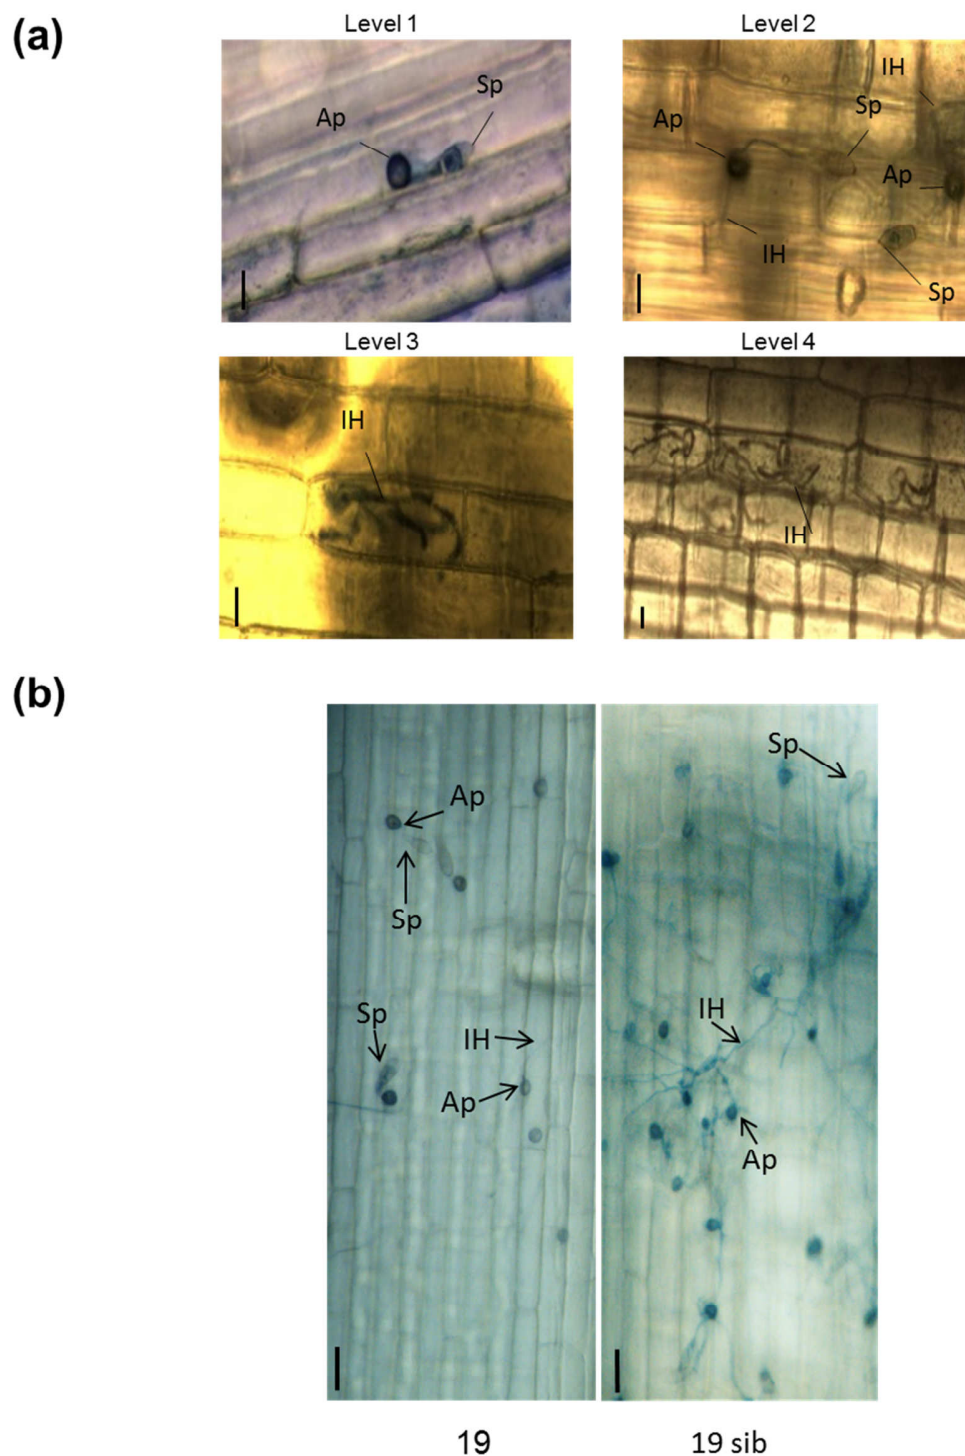 (a)
Level 1
Level 2
Ap
Sp
IH
Sp
Ap
Ap
IH
Sp
Level 3
Level 4
IH
IH
(b)
Sp
Ap
Sp
Sp
IH
IH
Ap
Ap
19
19 sib